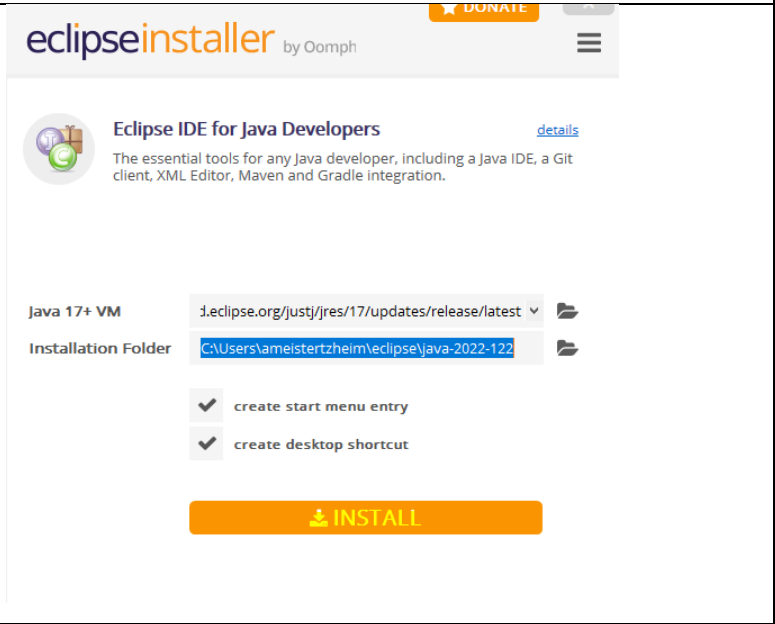 DONATE
eclipseinstaller by Oomph
Eclipse IDE for Java Developers
details
The essential tools for any Java developer, including a Java IDE, a Git
client, XML Editor, Maven and Gradle integration.
Java 17+ VM
d.eclipse.org/justj/jres/17/updates/release/latest
Installation Folder
C:\Users\ameistertzheim\eclipse\java-2022-122
create start menu entry
create desktop shortcut
INSTALL